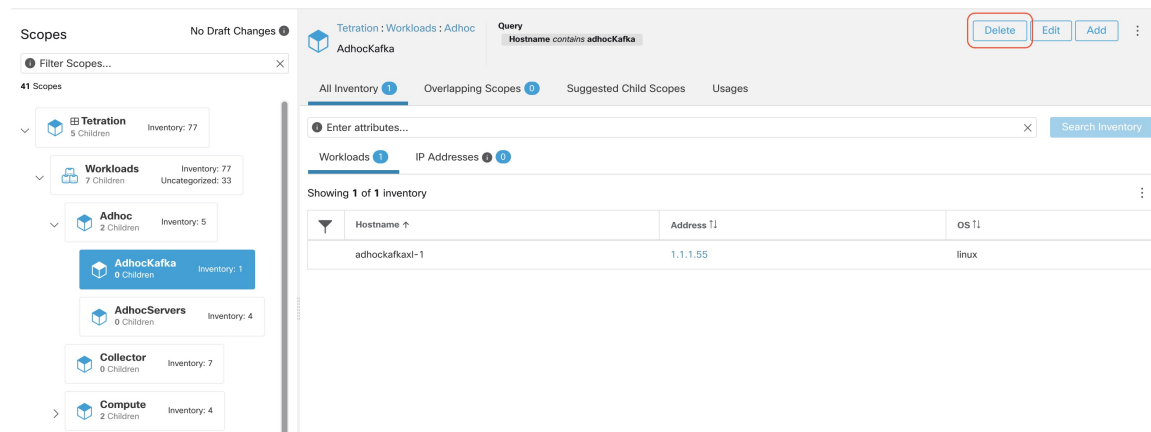 Scopes
No Draft Changes
Filter Scopes...
41 Scopes
Tetration
5 Children
Inventory: 77
Workloads
7 Children
Inventory: 77
Uncategorized: 33
Adhoc
2 Children
Inventory: 5
AdhocKafka
0 Children
Inventory: 1
AdhocServers
0 Children
Inventory: 4
Collector
0 Children
Inventory: 7
Compute
2 Children
Inventory: 4
Tetration : Workloads : Adhoc
AdhocKafka
Query
Hostname contains adhocKafka
Delete Edit Add
All Inventory 1 Overlapping Scopes 0 Suggested Child Scopes Usages
Enter attributes...
Search Inventory
Workloads 1 IP Addresses 0
Showing 1 of 1 inventory
Hostname ↑ Address ↑↓ OS ↑↓
adhockafkaxl-1 1.1.1.55 linux